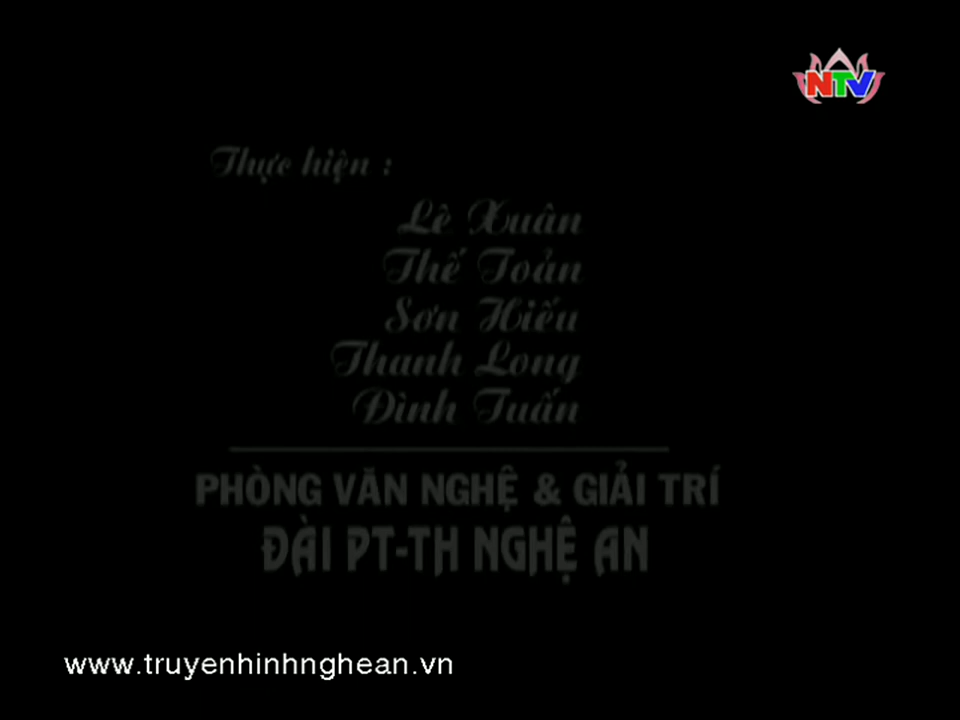 NTV
Thực hiện :
Lê Xuân
Thế Toản
Sơn Hiếu
Thanh Long
Đình Tuấn
PHÒNG VĂN NGHỆ & GIẢI TRÍ
ĐÀI PT-TH NGHỆ AN
www.truyenhinhnghean.vn